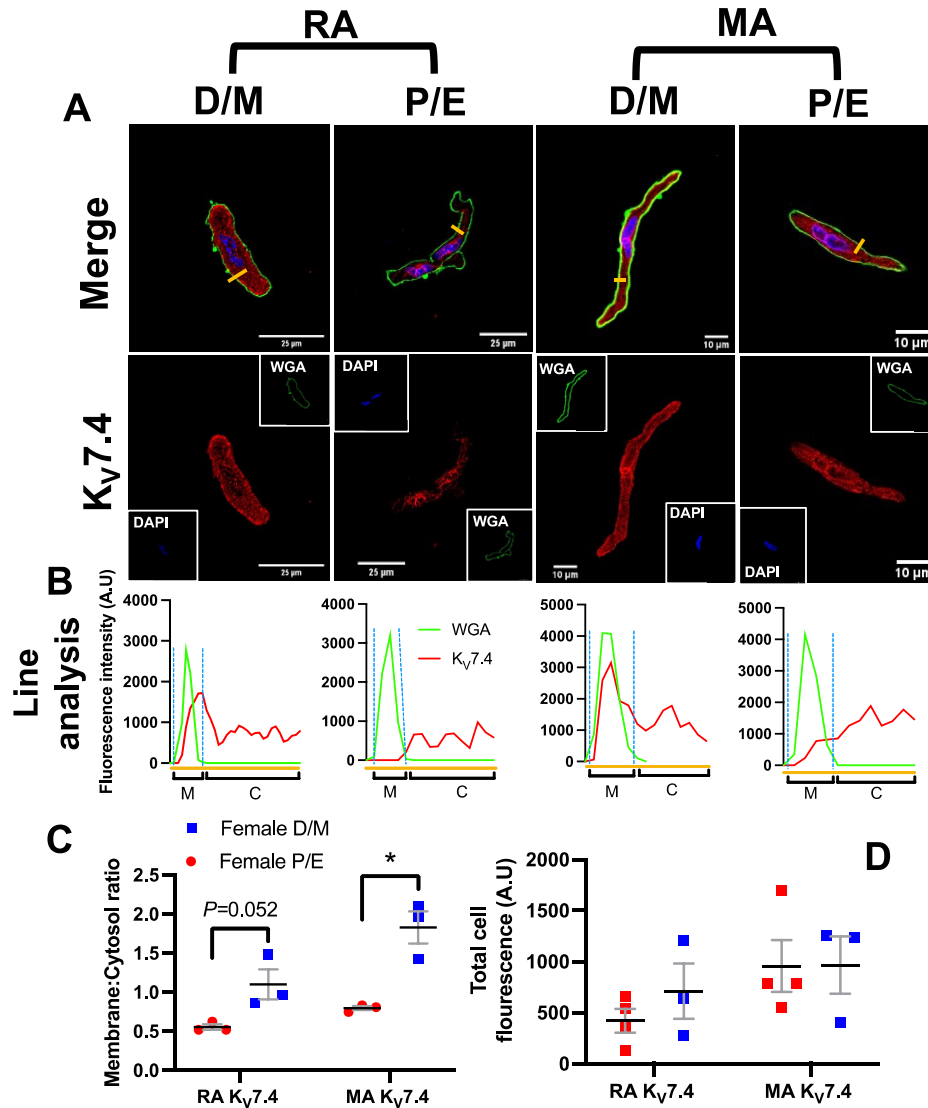 RA MA
D/M P/E D/M P/E
A
Merge
25 µm 25 µm 10 µm 10 µm
KV7.4
WGA DAPI WGA WGA
DAPI WGA DAPI DAPI
25 µm 25 µm 10 µm 10 µm
B
Line
analysis
Fluorescence intensity (A.U)
4000 4000 5000 5000
3000 3000 4000 4000
2000 2000 3000 3000
1000 1000 2000 2000
0 0 1000 1000
0 0
WGA
KV7.4
M C M C M C M C
C
Female D/M
Female P/E
Membrane:Cytosol ratio
2.5
2.0
1.5
1.0
0.5
0.0
P=0.052
*
RA KV7.4 MA KV7.4
D
Total cell
flourescence (A.U)
2000
1500
1000
500
0
RA KV7.4 MA KV7.4